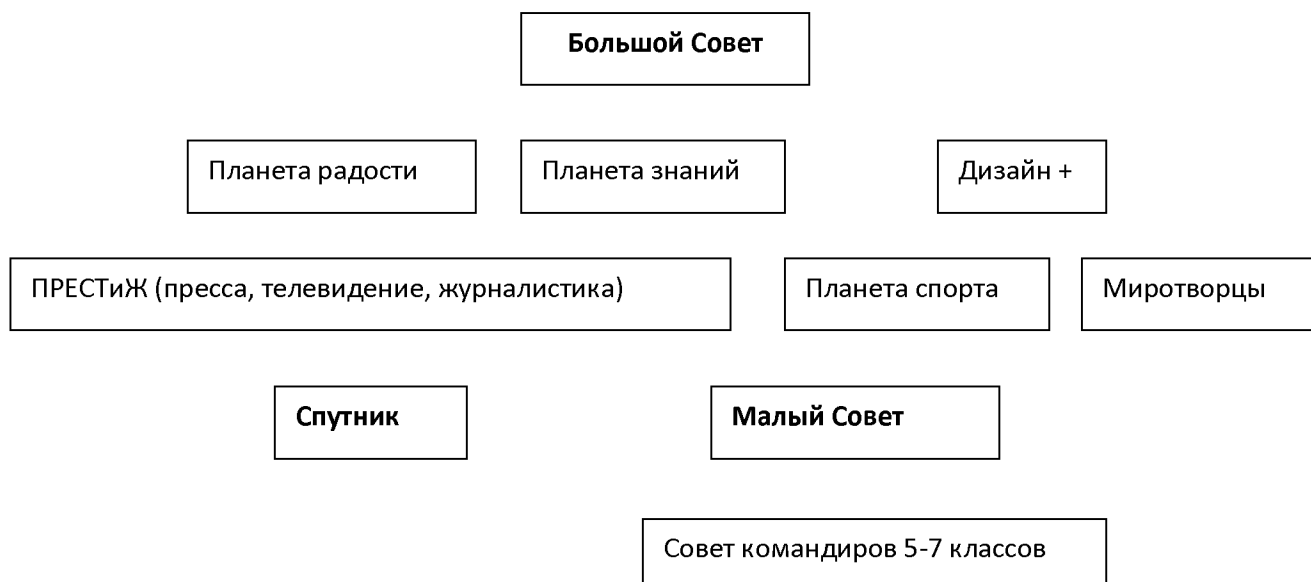 Большой Совет
Планета радости
Планета знаний
Дизайн +
ПРЕСТиЖ (пресса, телевидение, журналистика)
Планета спорта
Миротворцы
Спутник
Малый Совет
Совет командиров 5-7 классов